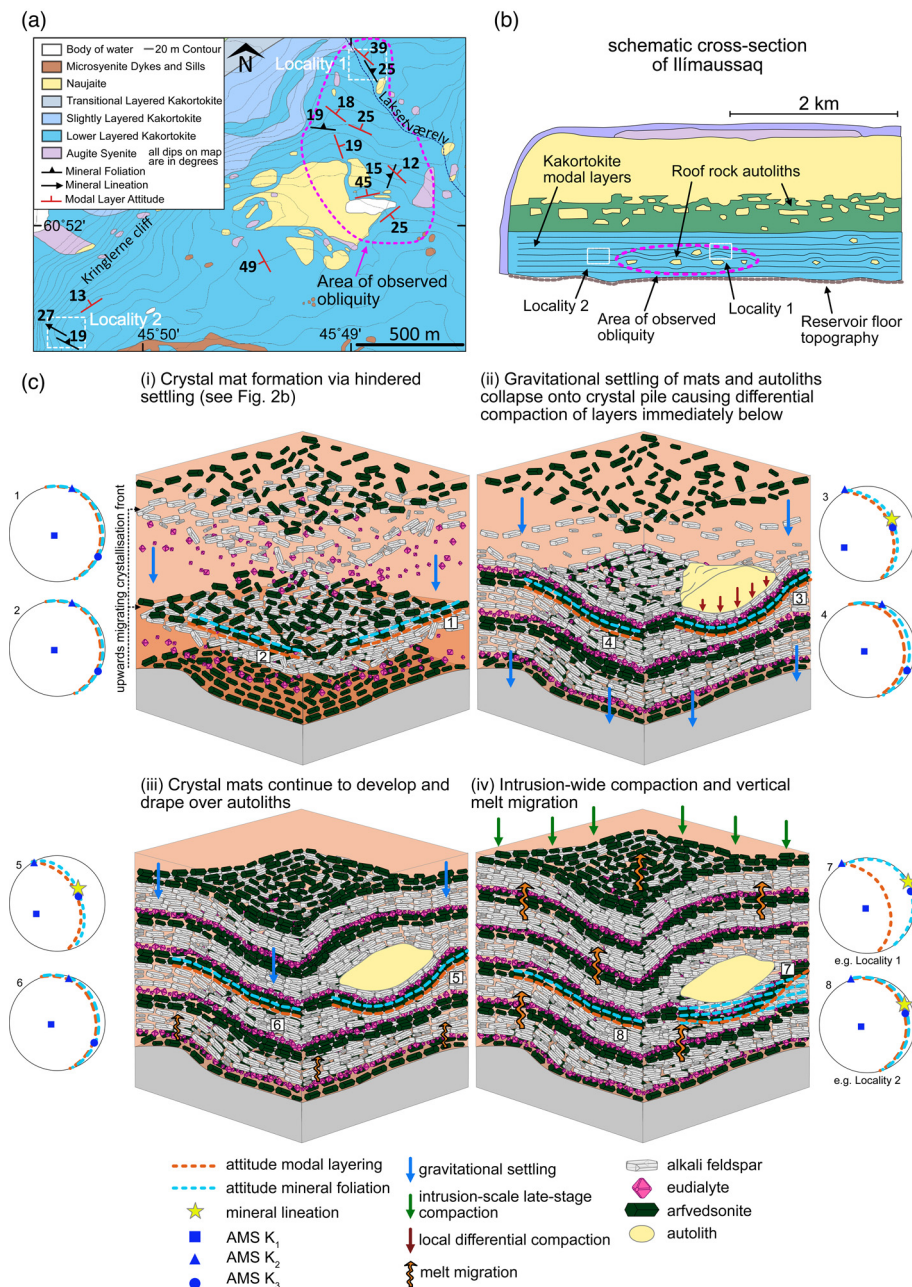 (a)
Body of water
20 m Contour
Microsyenite Dykes and Sills
Naujaite
Transitional Layered Kakortokite
Slightly Layered Kakortokite
Lower Layered Kakortokite
Augite Syenite
all dips on map
are in degrees
Mineral Foliation
Mineral Lineation
Modal Layer Attitude
N
Locality 1
39
25
Laksetværelv
18
19
25
19
15
12
45
25
60°52'
Kringlerne cliff
49
Area of observed
obliquity
13
27
Locality 2
19
45°50'
45°49'
500 m
(b)
schematic cross-section
of Ilímaussaq
2 km
Kakortokite
modal layers
Roof rock autoliths
Locality 2
Locality 1
Area of observed
obliquity
Reservoir floor
topography
(c)
(i) Crystal mat formation via hindered
settling (see Fig. 2b)
(ii) Gravitational settling of mats and autoliths
collapse onto crystal pile causing differential
compaction of layers immediately below
1
2
upwards migrating crystallisation front
1
2
3
4
3
4
(iii) Crystal mats continue to develop and
drape over autoliths
(iv) Intrusion-wide compaction and vertical
melt migration
5
6
5
6
7
8
7
e.g. Locality 1
8
e.g. Locality 2
attitude modal layering
attitude mineral foliation
mineral lineation
AMS K1
AMS K2
AMS K3
gravitational settling
intrusion-scale late-stage
compaction
local differential compaction
melt migration
alkali feldspar
eudialyte
arfvedsonite
autolith